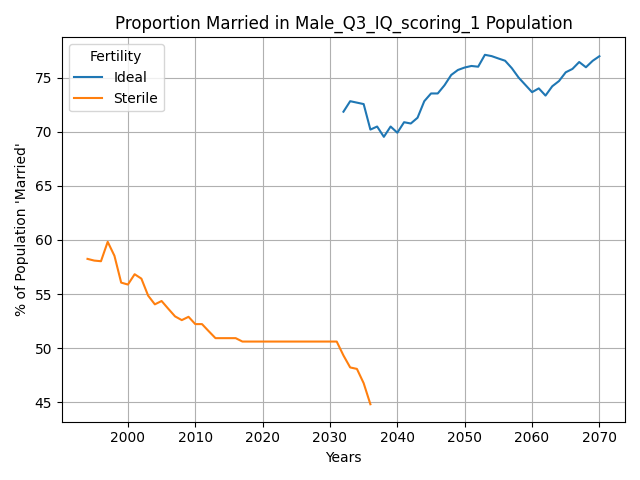 Proportion Married in Male_Q3_IQ_scoring_1 Population
Fertility
Ideal
Sterile
% of Population 'Married'
75
70
65
60
55
50
45
2000
2010
2020
2030
2040
2050
2060
2070
Years